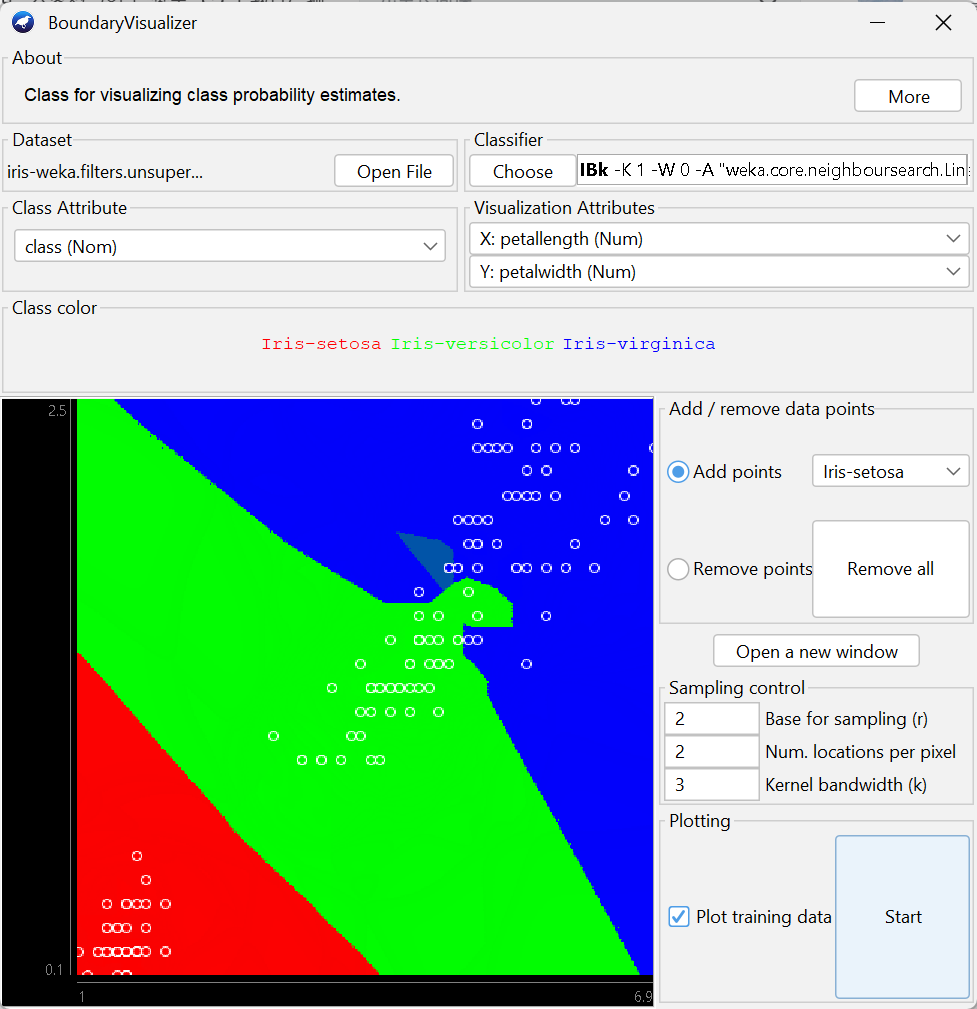 BoundaryVisualizer
About
Class for visualizing class probability estimates.
More
Dataset
iris-weka.filters.unsuper...
Open File
Classifier
Choose
IBk -K 1 -W 0 -A "weka.core.neighboursearch.Lin
Class Attribute
class (Nom)
Visualization Attributes
X: petallength (Num)
Y: petalwidth (Num)
Class color
Iris-setosa Iris-versicolor Iris-virginica
2.5
0.1
1
6.9
Add / remove data points
Add points
Iris-setosa
Remove points
Remove all
Open a new window
Sampling control
2 Base for sampling (r)
2 Num. locations per pixel
3 Kernel bandwidth (k)
Plotting
Plot training data
Start